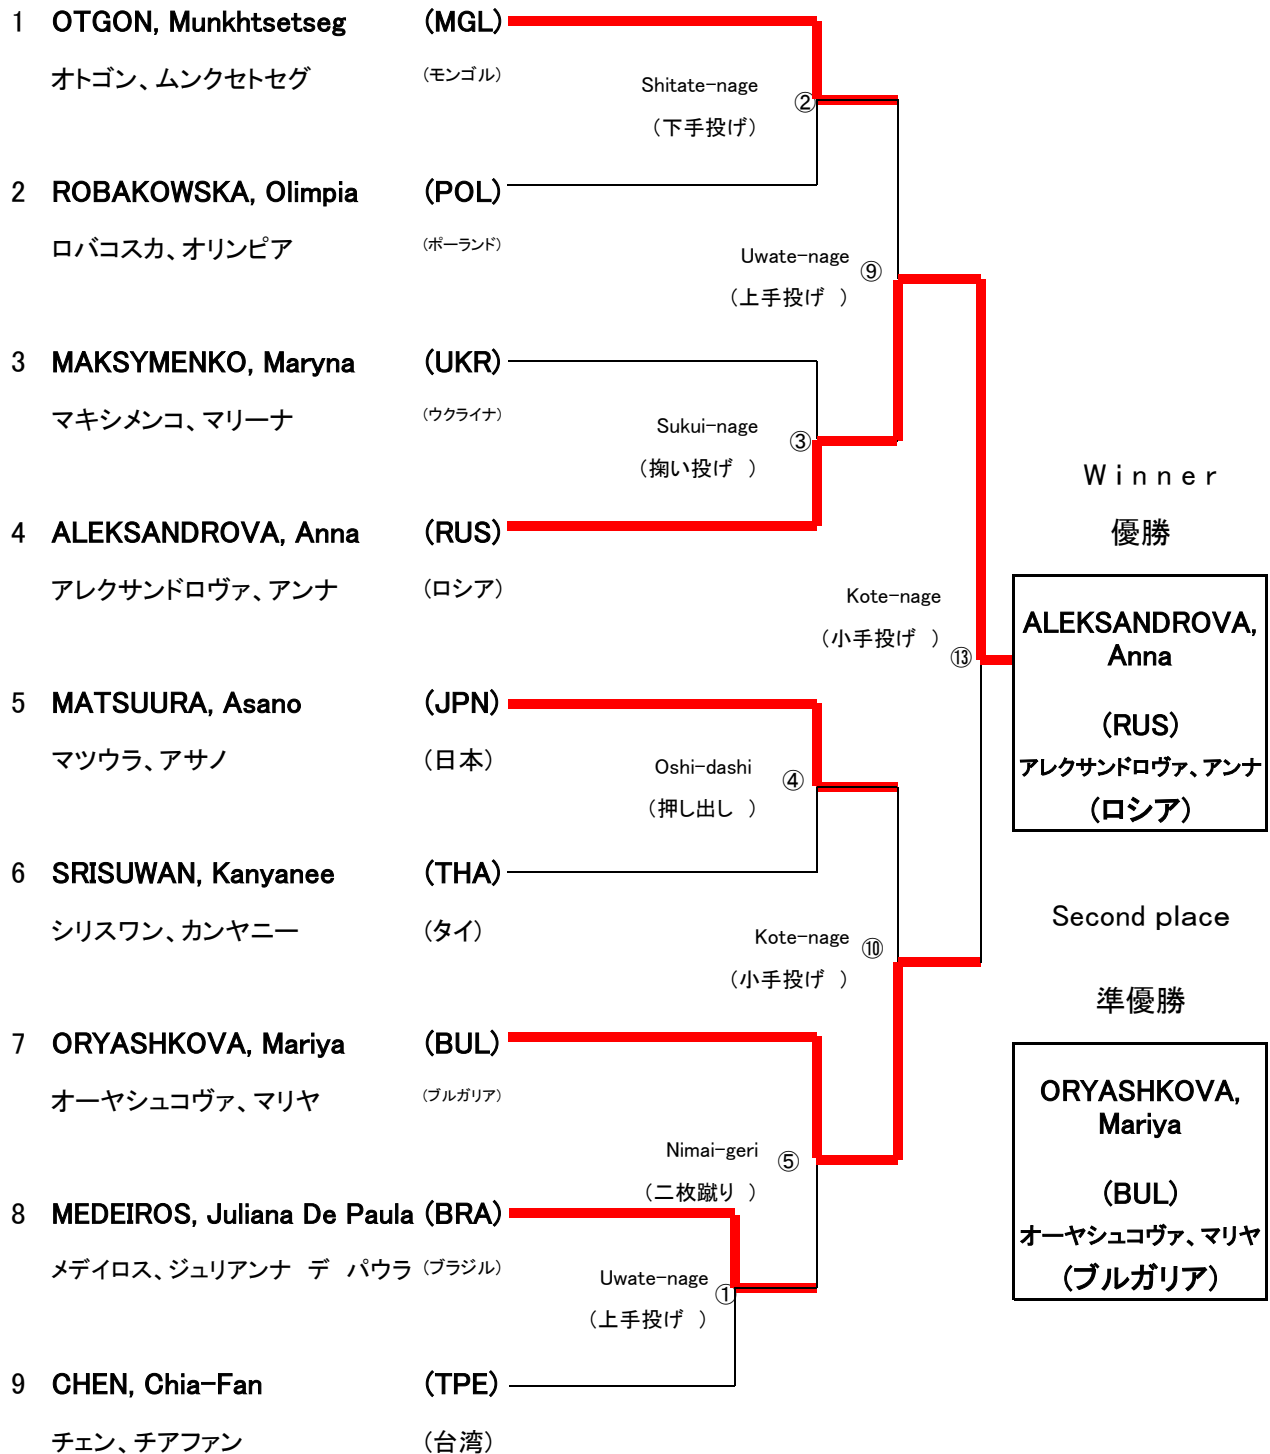 1 OTGON, Munkhtsetseg (MGL)
オトゴン、ムンクセトセグ (モンゴル)
Shitate-nage
② 
(下手投げ)
2 ROBAKOWSKA, Olimpia (POL)
ロバコスカ、オリンピア (ポーランド)
Uwate-nage ⑨
(上手投げ )
3 MAKSYMENKO, Maryna (UKR)
マキシメンコ、マリーナ (ウクライナ)
Sukui-nage ③
(掬い投げ )
4 ALEKSANDROVA, Anna (RUS)
アレクサンドロヴァ、アンナ (ロシア)
Kote-nage
(小手投げ ) ⑬
5 MATSUURA, Asano (JPN)
マツウラ、アサノ (日本)
Oshi-dashi ④
(押し出し )
6 SRISUWAN, Kanyanee (THA)
シリスワン、カンヤニー (タイ)
Kote-nage ⑩
(小手投げ )
7 ORYASHKOVA, Mariya (BUL)
オーヤシュコヴァ、マリヤ (ブルガリア)
Nimai-geri ⑤
(二枚蹴り )
8 MEDEIROS, Juliana De Paula (BRA)
メデイロス、ジュリアンナ デ パウラ (ブラジル)
Uwate-nage ①
(上手投げ )
9 CHEN, Chia-Fan (TPE)
チェン、チアファン (台湾)
Winner
優勝
ALEKSANDROVA,
Anna
(RUS)
アレクサンドロヴァ、アンナ
(ロシア)
Second place
準優勝
ORYASHKOVA,
Mariya
(BUL)
オーヤシュコヴァ、マリヤ
(ブルガリア)